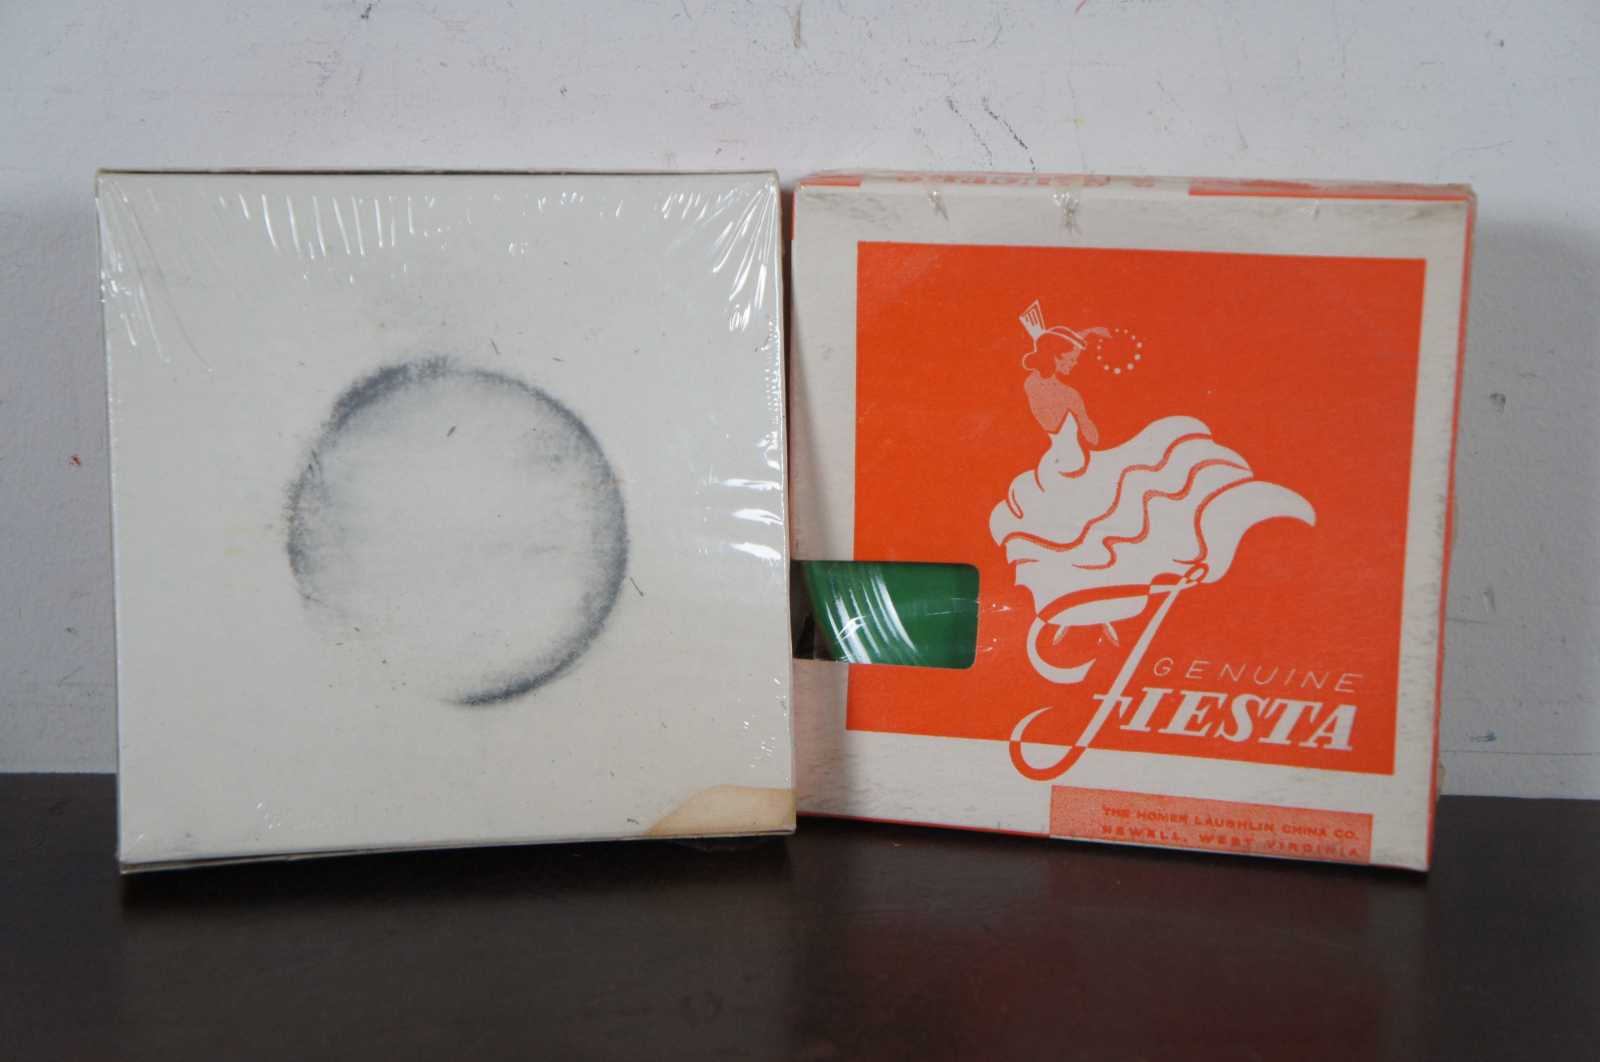 GENUINE
FIESTA
THE HOMER LAUGHLIN CHINA CO.
NEWELL, WEST VIRGINIA